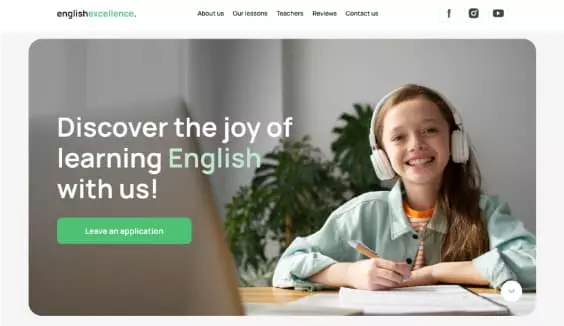 englishexcellence.
About us Our lessons Teachers Reviews Contact us
Discover the joy of
learning English
with us!
Leave an application